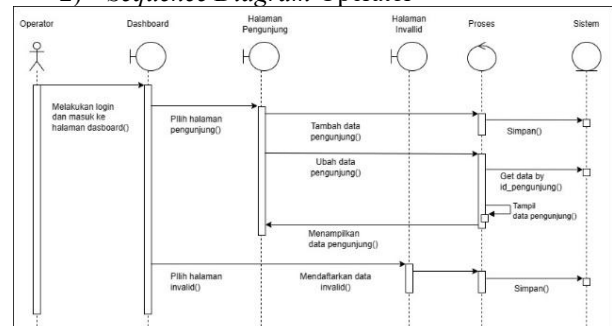 2) Sequence Diagram Operator
Operator
Dashboard
Halaman
Pengunjung
Halaman
Invallid
Proses
Sistem
Melakukan login
dan masuk ke
halaman dasboard()
PIlih halaman
pengunjung()
Tambah data
pengunjung()
Simpan()
Ubah data
pengunjung()
Get data by
id_pengunjung()
Tampil
data pengunjung()
Menampilkan
data pengunjung()
PIlih halaman
invalid()
Mendaftarkan data
invalid()
Simpan()